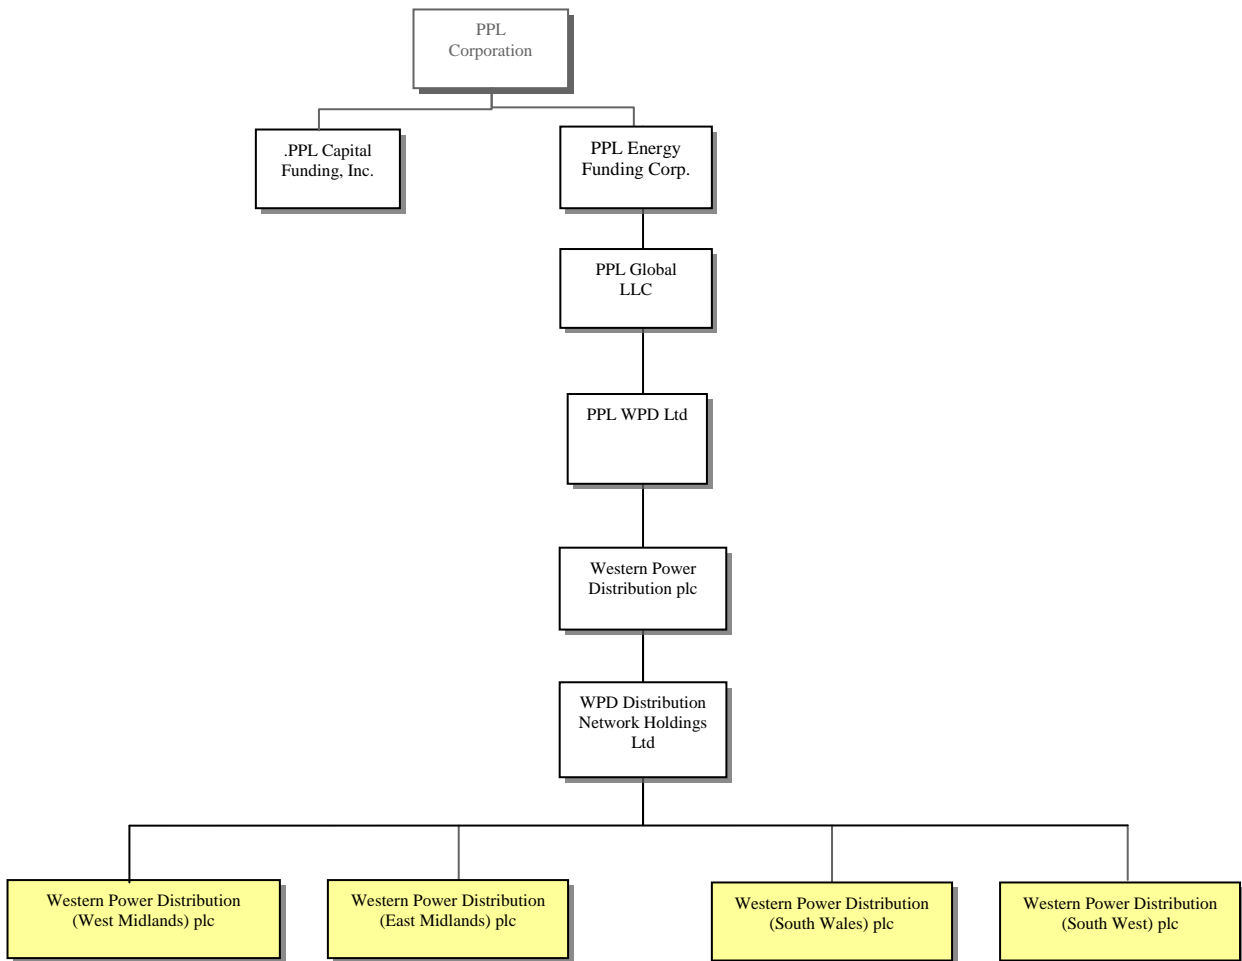 PPL
Corporation
.PPL Capital
Funding, Inc.
PPL Energy
Funding Corp.
PPL Global
LLC
PPL WPD Ltd
Western Power
Distribution plc
WPD Distribution
Network Holdings
Ltd
Western Power Distribution
(West Midlands) plc
Western Power Distribution
(East Midlands) plc
Western Power Distribution
(South Wales) plc
Western Power Distribution
(South West) plc